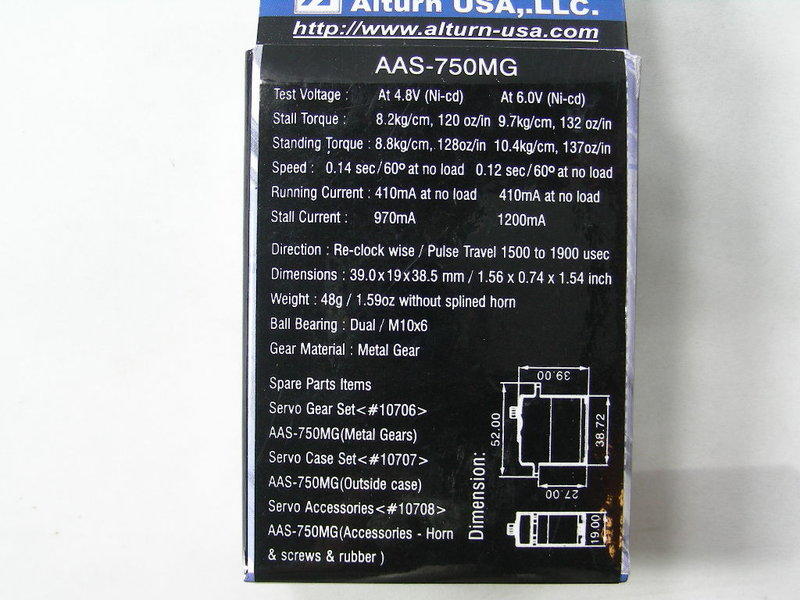 Alturn USA,.LLC.
http://www.alturn-usa.com
AAS-750MG
Test Voltage : At 4.8V (Ni-cd) At 6.0V (Ni-cd)
Stall Torque : 8.2kg/cm, 120 oz/in 9.7kg/cm, 132 oz/in
Standing Torque : 8.8kg/cm, 128oz/in 10.4kg/cm, 137oz/in
Speed : 0.14 sec/60º at no load 0.12 sec/60º at no load
Running Current : 410mA at no load 410mA at no load
Stall Current : 970mA 1200mA
Direction : Re-clock wise / Pulse Travel 1500 to 1900 usec
Dimensions : 39.0x19x38.5 mm / 1.56 x 0.74 x 1.54 inch
Weight : 48g / 1.59oz without splined horn
Ball Bearing : Dual / M10x6
Gear Material : Metal Gear
Spare Parts Items
Servo Gear Set<#10706>
AAS-750MG(Metal Gears)
Servo Case Set<#10707>
AAS-750MG(Outside case)
Servo Accessories<#10708>
AAS-750MG(Accessories - Horn
& screws & rubber )
Dimension:
39.00
52.00
38.72
27.00
19.00